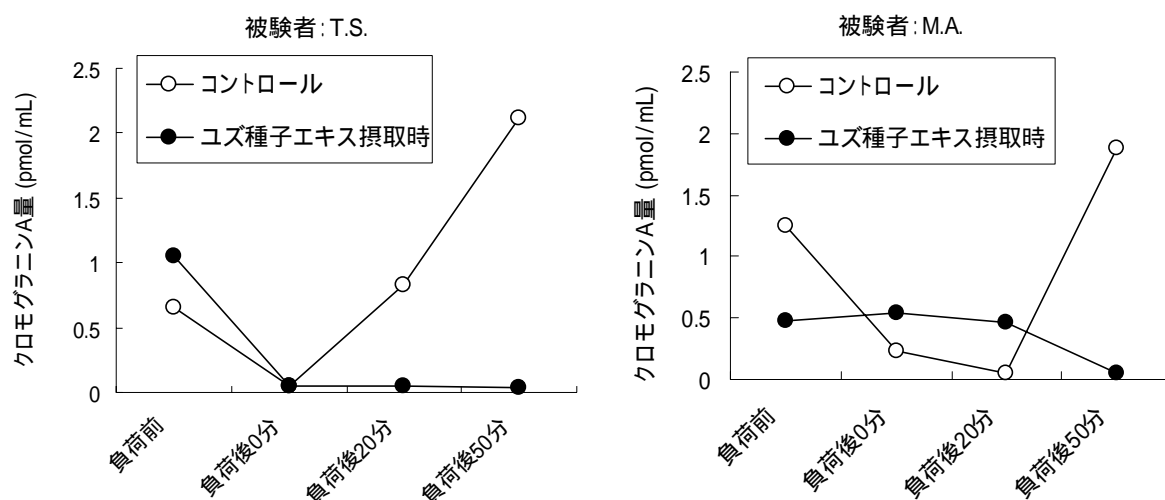 被験者:T.S.
コントロール
ユズ種子エキス摂取時
クロモグラニンA量 (pmol/mL)
2.5
2
1.5
1
0.5
0
負荷前
負荷後0分
負荷後20分
負荷後50分
被験者:M.A.
コントロール
ユズ種子エキス摂取時
クロモグラニンA量 (pmol/mL)
2.5
2
1.5
1
0.5
0
負荷前
負荷後0分
負荷後20分
負荷後50分